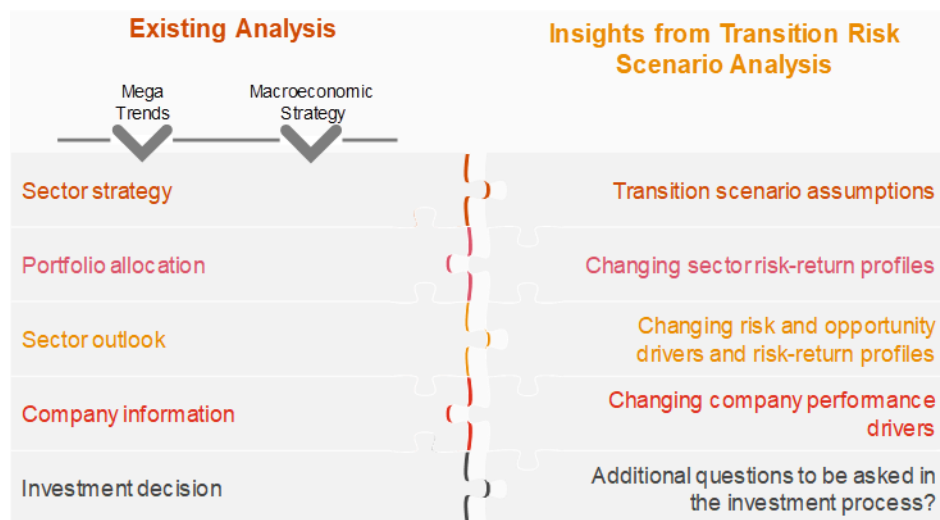 Existing Analysis
Insights from Transition Risk
Scenario Analysis
Mega
Trends
Macroeconomic
Strategy
Sector strategy
Transition scenario assumptions
Portfolio allocation
Changing sector risk-return profiles
Sector outlook
Changing risk and opportunity
drivers and risk-return profiles
Company information
Changing company performance
drivers
Investment decision
Additional questions to be asked in
the investment process?